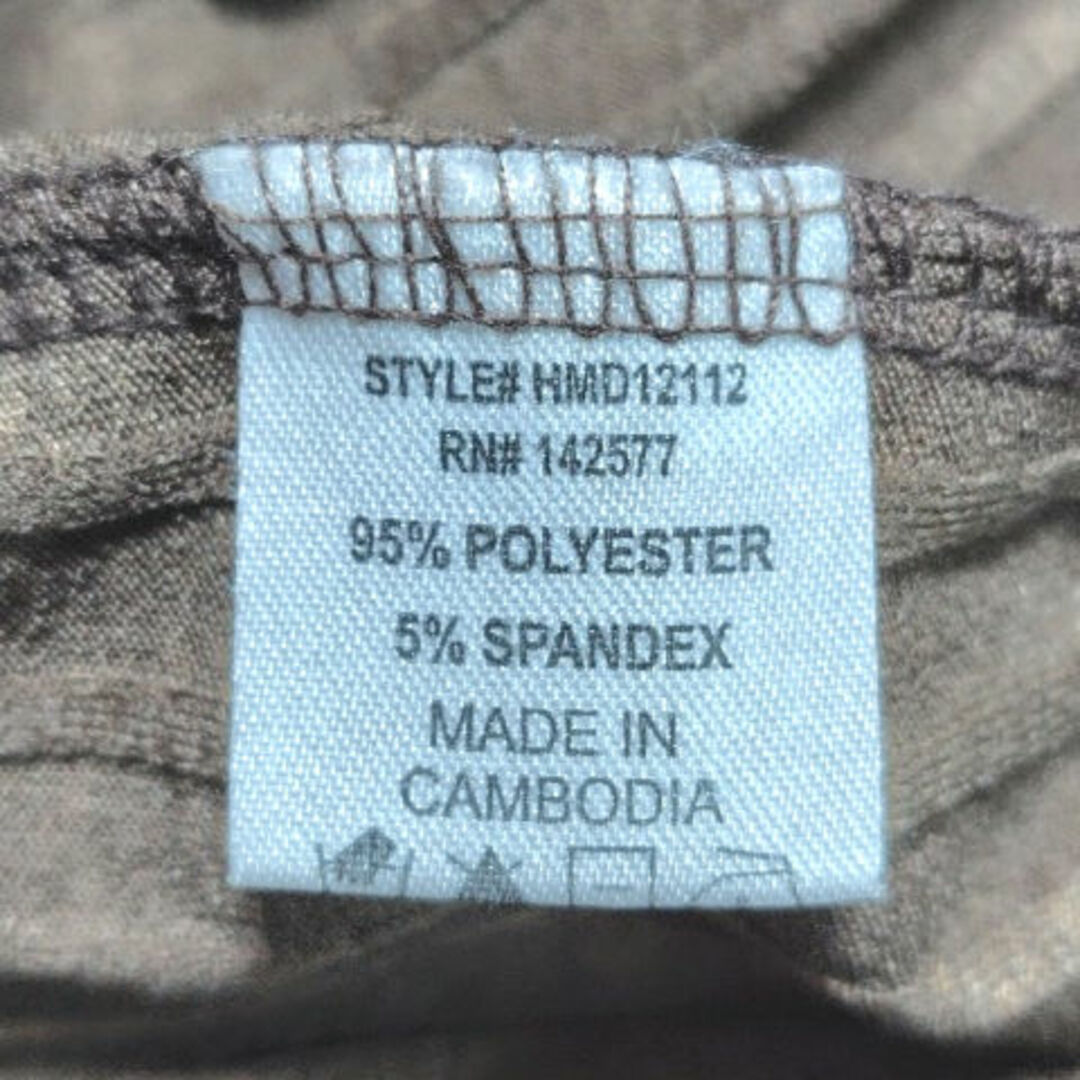 STYLE# HMD12112
RN# 142577
95% POLYESTER
5% SPANDEX
MADE IN
CAMBODIA